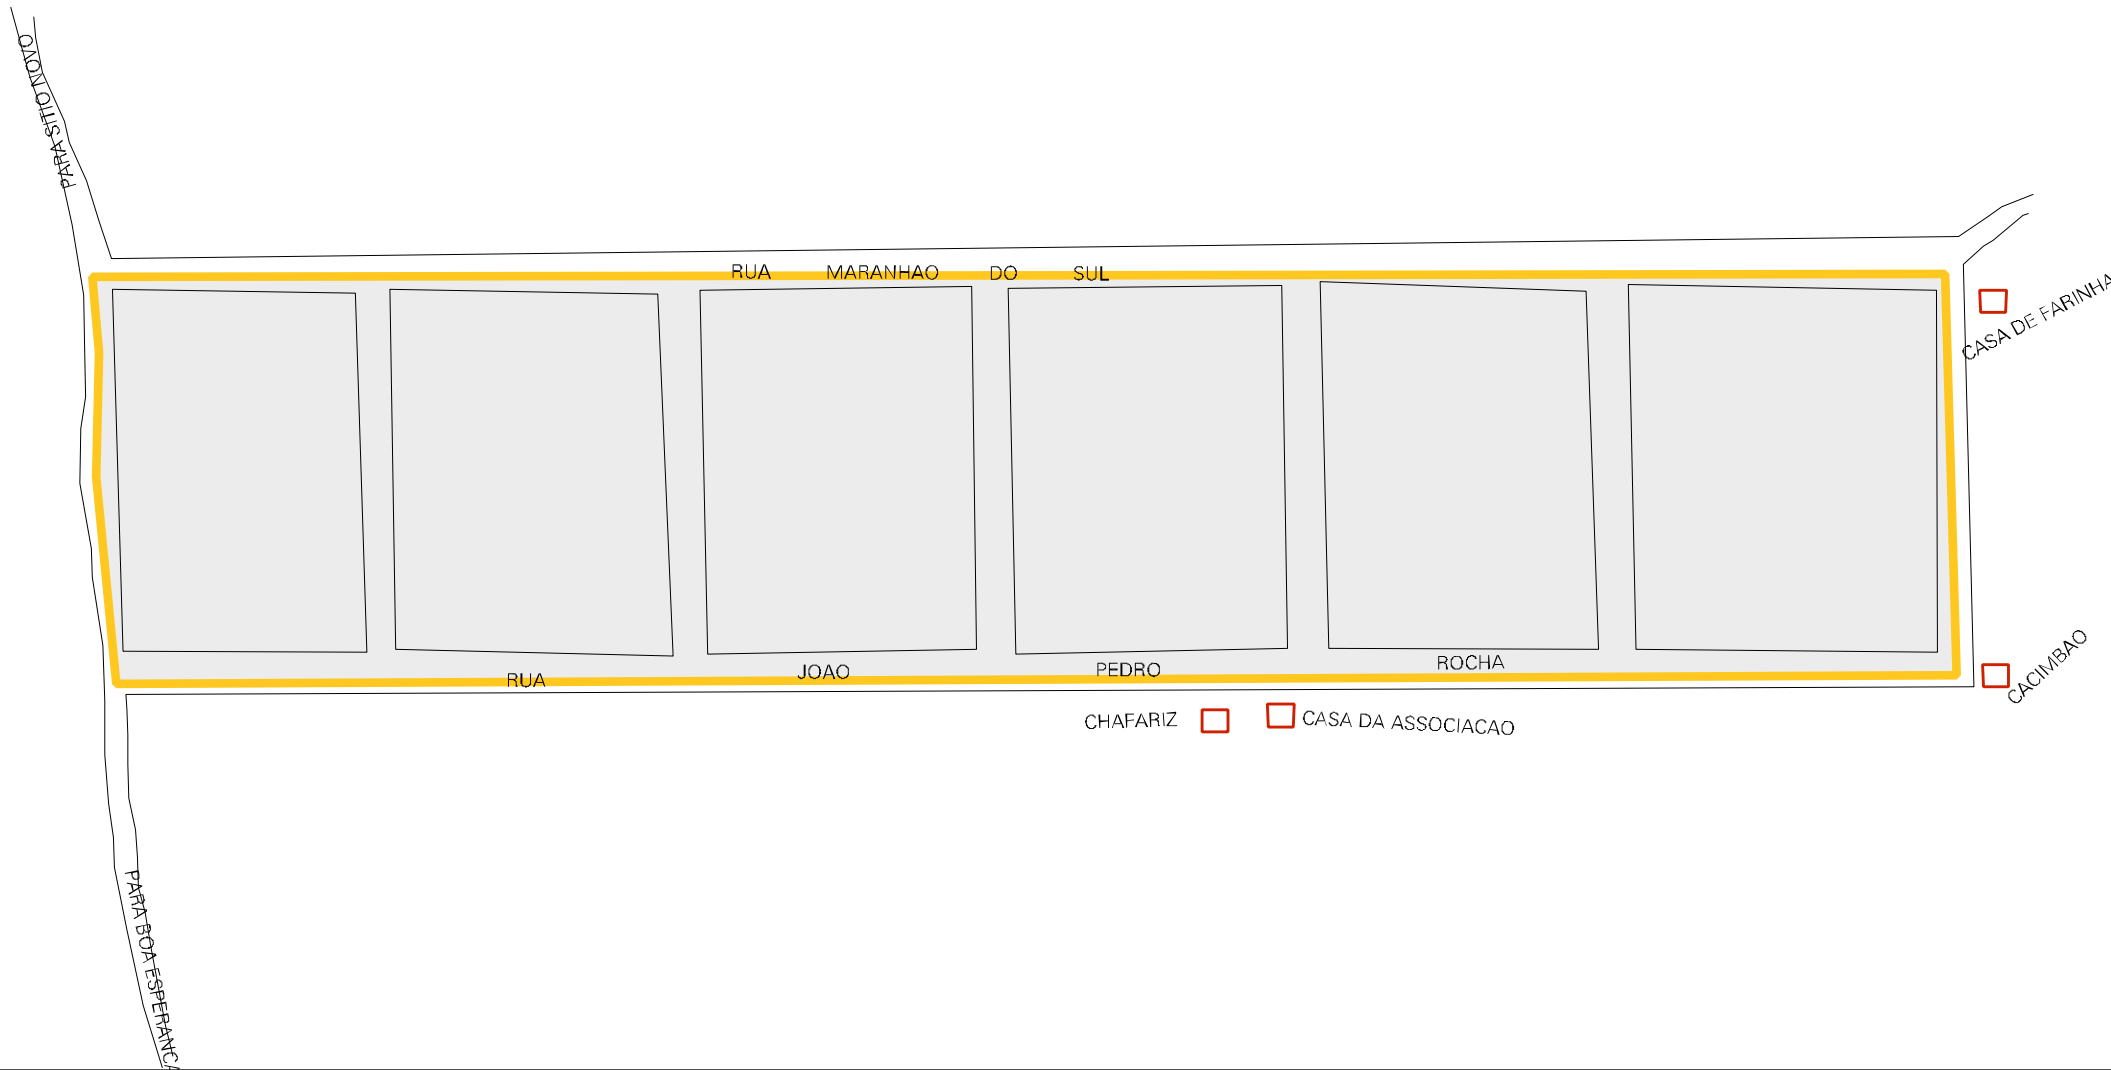 PARA SITIO NOVO
RUA MARANHAO DO SUL
CASA DE FARINHA
RUA JOAO PEDRO ROCHA
CACIMBAO
CHAFARIZ
CASA DA ASSOCIACAO
PARA BOA ESPERANCA